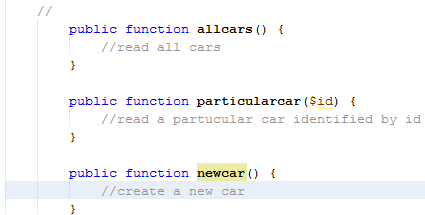 //
public function allcars() {
//read all cars
}
public function particularcar($id) {
//read a partucular car identified by id
}
public function newcar() {
//create a new car
}